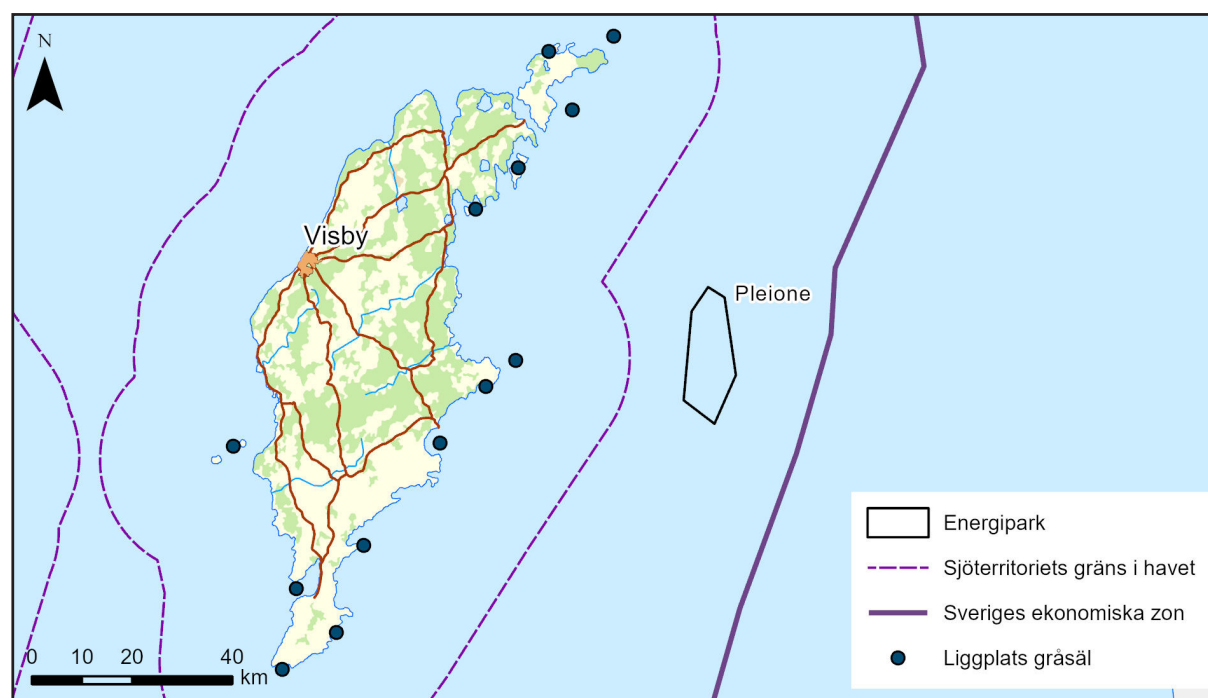 N
Visby
Pleione
Energipark
Sjöterritoriets gräns i havet
Sveriges ekonomiska zon
Liggplats gråsäl
0 10 20 40
km